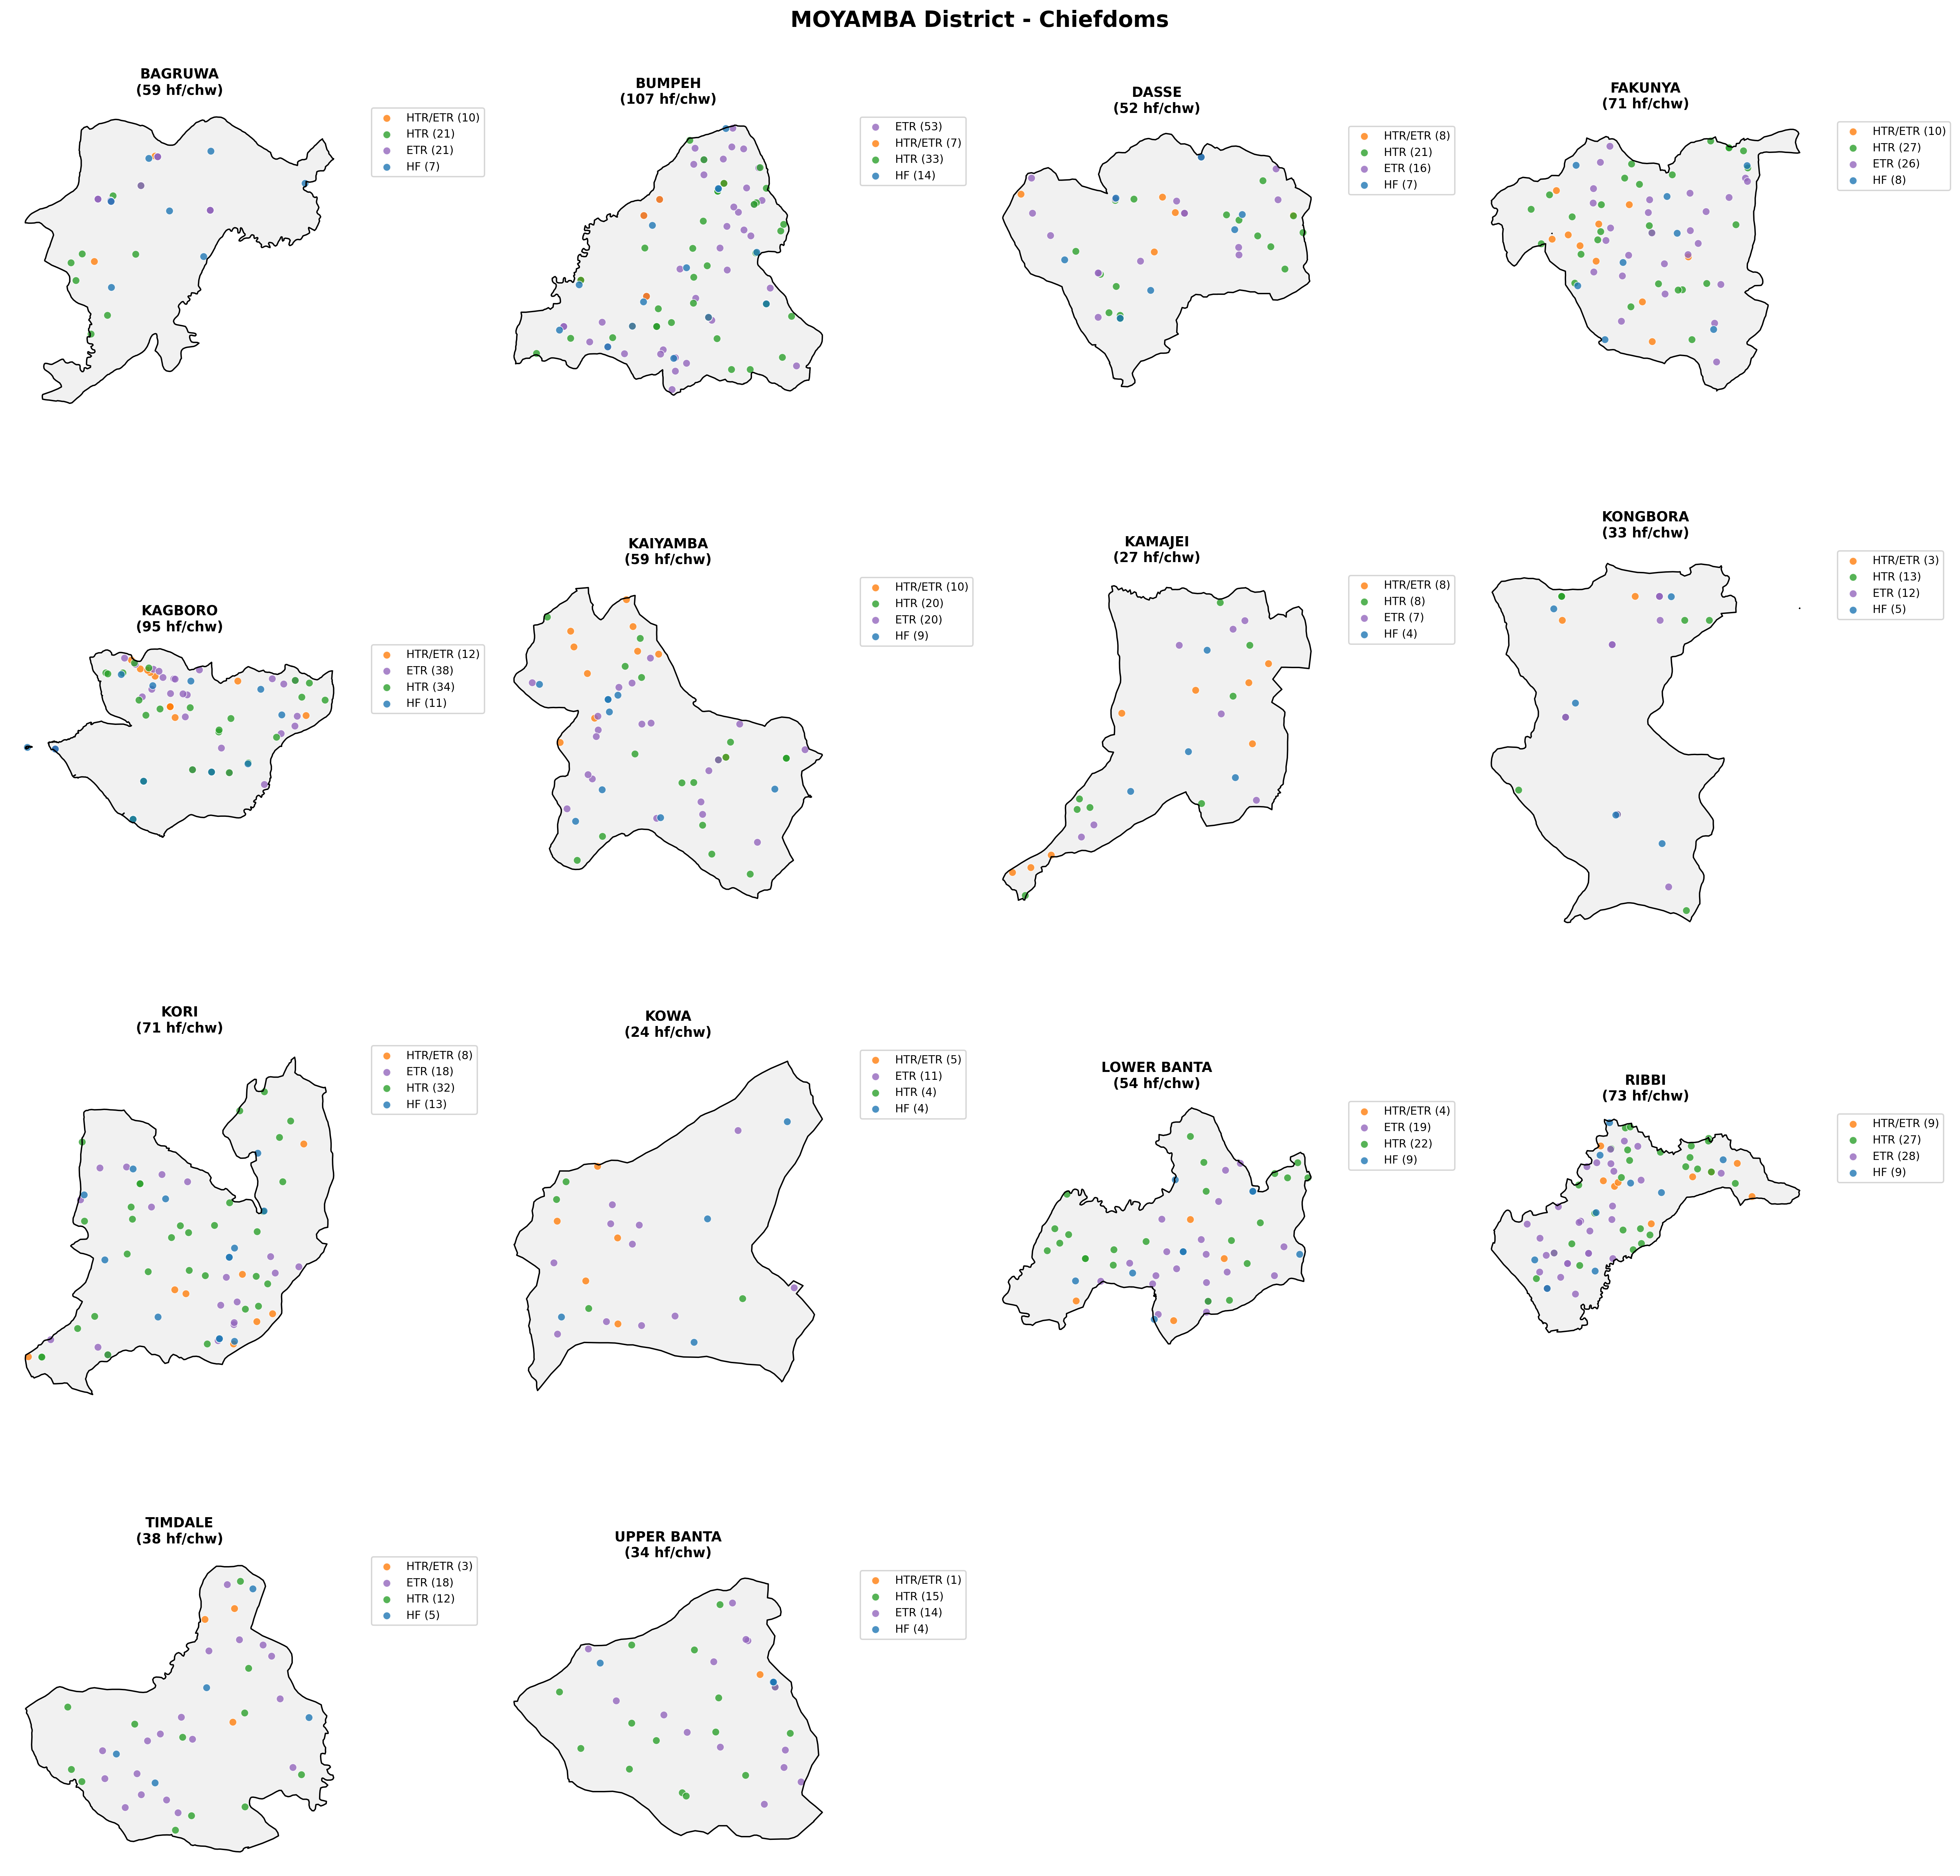 MOYAMBA District - Chiefdoms
BAGRUWA
(59 hf/chw)
HTR/ETR (10)
HTR (21)
ETR (21)
HF (7)
BUMPEH
(107 hf/chw)
ETR (53)
HTR/ETR (7)
HTR (33)
HF (14)
DASSE
(52 hf/chw)
HTR/ETR (8)
HTR (21)
ETR (16)
HF (7)
FAKUNYA
(71 hf/chw)
HTR/ETR (10)
HTR (27)
ETR (26)
HF (8)
KAGBORO
(95 hf/chw)
HTR/ETR (12)
ETR (38)
HTR (34)
HF (11)
KAIYAMBA
(59 hf/chw)
HTR/ETR (10)
HTR (20)
ETR (20)
HF (9)
KAMAJEI
(27 hf/chw)
HTR/ETR (8)
HTR (8)
ETR (7)
HF (4)
KONGBORA
(33 hf/chw)
HTR/ETR (3)
HTR (13)
ETR (12)
HF (5)
KORI
(71 hf/chw)
HTR/ETR (8)
ETR (18)
HTR (32)
HF (13)
KOWA
(24 hf/chw)
HTR/ETR (5)
ETR (11)
HTR (4)
HF (4)
LOWER BANTA
(54 hf/chw)
HTR/ETR (4)
ETR (19)
HTR (22)
HF (9)
RIBBI
(73 hf/chw)
HTR/ETR (9)
HTR (27)
ETR (28)
HF (9)
TIMDALE
(38 hf/chw)
HTR/ETR (3)
ETR (18)
HTR (12)
HF (5)
UPPER BANTA
(34 hf/chw)
HTR/ETR (1)
HTR (15)
ETR (14)
HF (4)